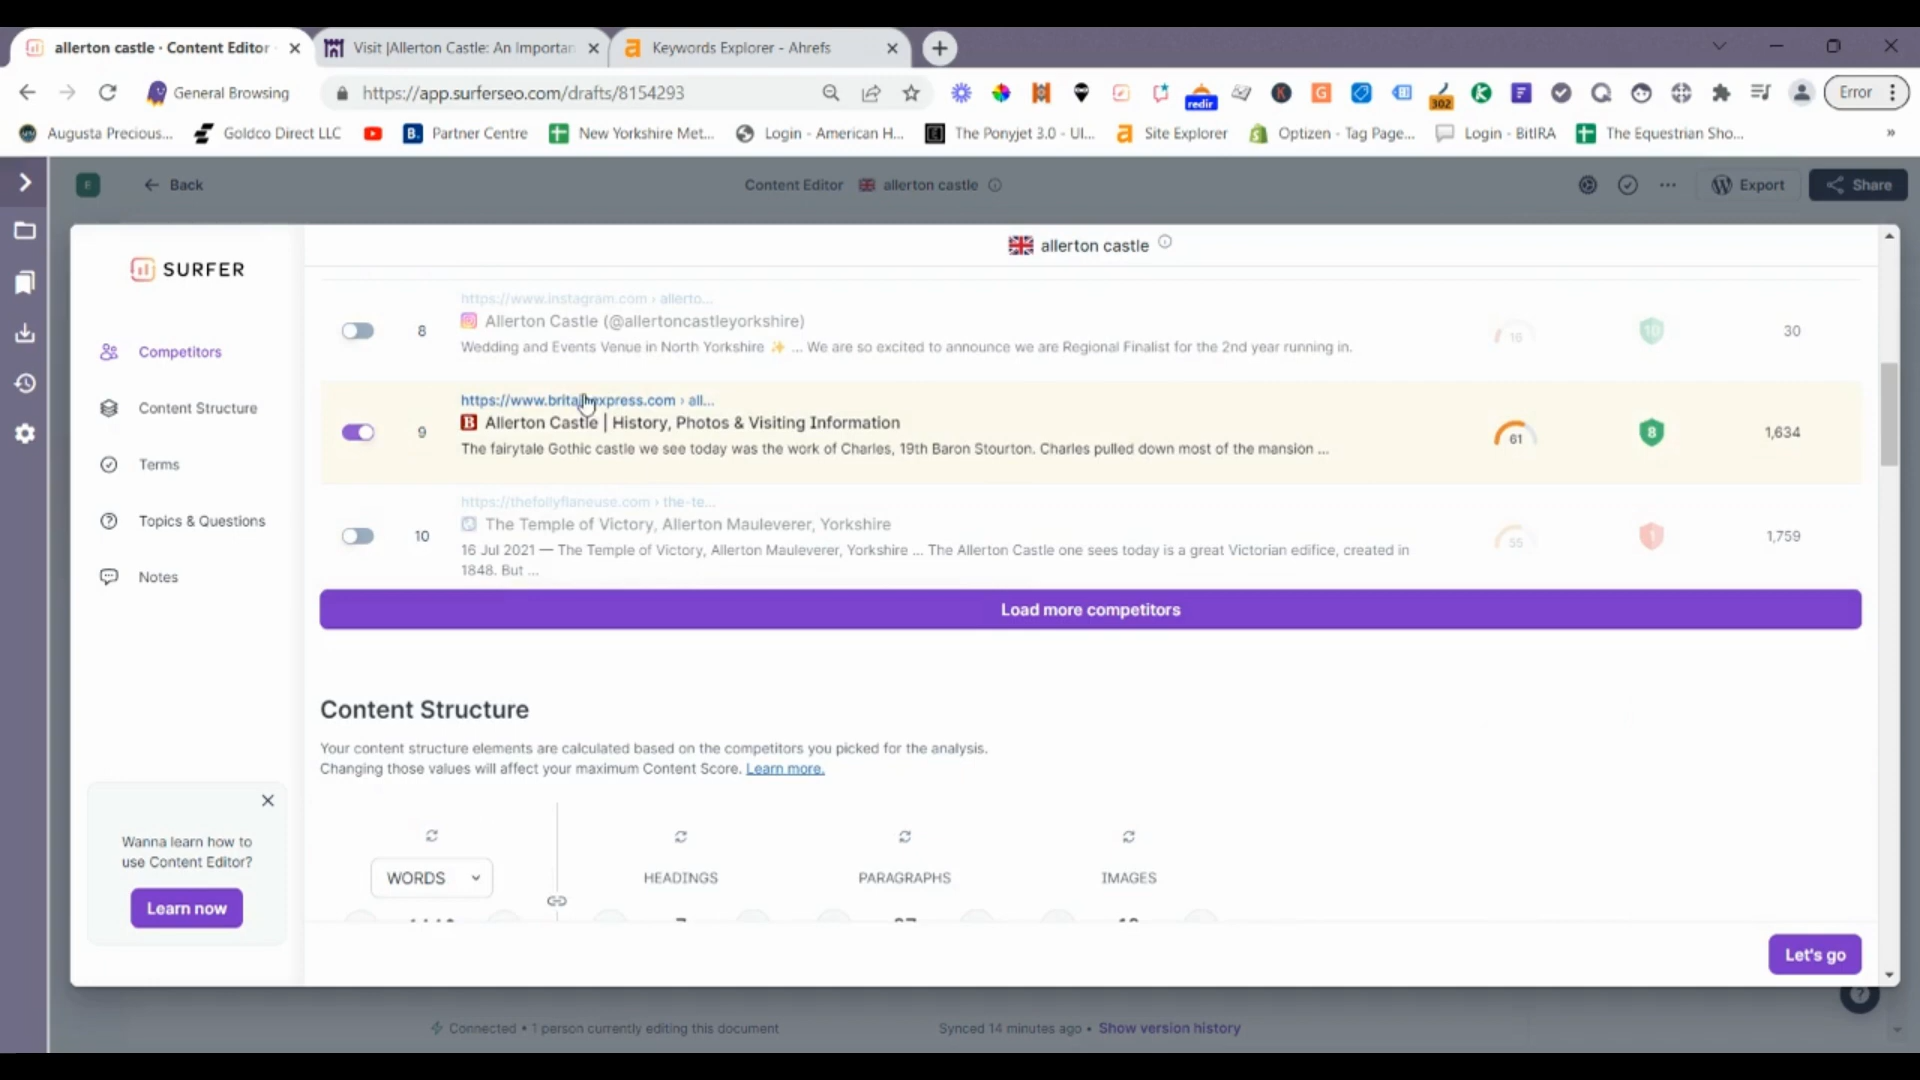 allerton castle · Content Editor
Visit |Allerton Castle: An Importan
Keywords Explorer - Ahrefs
General Browsing
https://app.surferseo.com/drafts/8154293
redir
302
Error
Augusta Precious...
Goldco Direct LLC
Partner Centre
New Yorkshire Met...
Login - American H...
The Ponyjet 3.0 - Ul...
Site Explorer
Optizen - Tag Page...
Login - BitIRA
The Equestrian Sho...
»
Back
Content Editor
allerton castle
Export
Share
SURFER
allerton castle
Competitors
Content Structure
Terms
Topics & Questions
Notes
https://www.instagram.com › allerto...
8
Allerton Castle (@allertoncastleyorkshire)
16
10
30
Wedding and Events Venue in North Yorkshire ✨ ... We are so excited to announce we are Regional Finalist for the 2nd year running in.
https://www.britainexpress.com › all...
9
Allerton Castle | History, Photos & Visiting Information
61
8
1,634
The fairytale Gothic castle we see today was the work of Charles, 19th Baron Stourton. Charles pulled down most of the mansion ...
https://thefollyflaneuse.com › the-te...
10
The Temple of Victory, Allerton Mauleverer, Yorkshire
55
1
1,759
16 Jul 2021 — The Temple of Victory, Allerton Mauleverer, Yorkshire ... The Allerton Castle one sees today is a great Victorian edifice, created in
1848. But ...
Load more competitors
Content Structure
Your content structure elements are calculated based on the competitors you picked for the analysis.
Changing those values will affect your maximum Content Score. Learn more.
WORDS
HEADINGS
PARAGRAPHS
IMAGES
Wanna learn how to
use Content Editor?
Learn now
Let's go
Connected • 1 person currently editing this document
Synced 14 minutes ago • Show version history